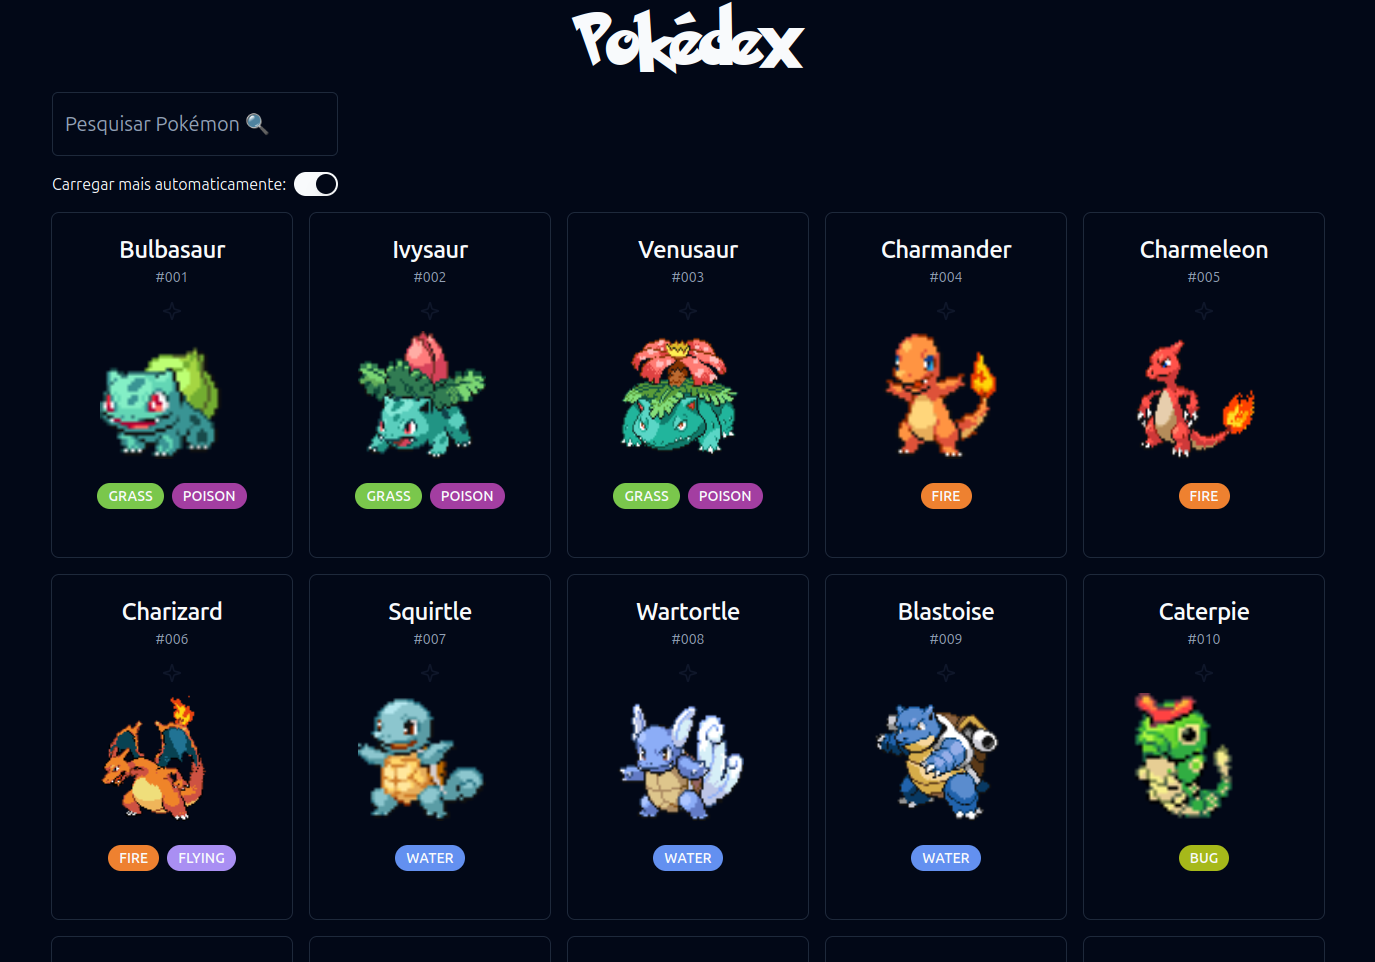 Pokédex
Pesquisar Pokémon 🔍
Carregar mais automaticamente:
Bulbasaur
#001
GRASS POISON
Ivysaur
#002
GRASS POISON
Venusaur
#003
GRASS POISON
Charmander
#004
FIRE
Charmeleon
#005
FIRE
Charizard
#006
FIRE FLYING
Squirtle
#007
WATER
Wartortle
#008
WATER
Blastoise
#009
WATER
Caterpie
#010
BUG